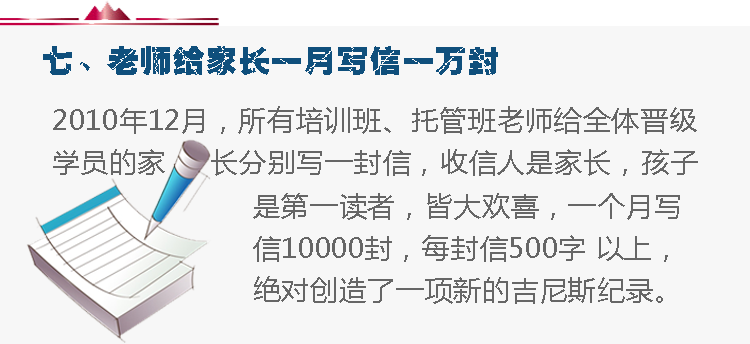 七、老师给家长一月写信一万封
2010年12月，所有培训班、托管班老师给全体晋级
学员的家长分别写一封信，收信人是家长，孩子
是第一读者，皆大欢喜，一个月写
信10000封，每封信500字 以上，
绝对创造了一项新的吉尼斯纪录。